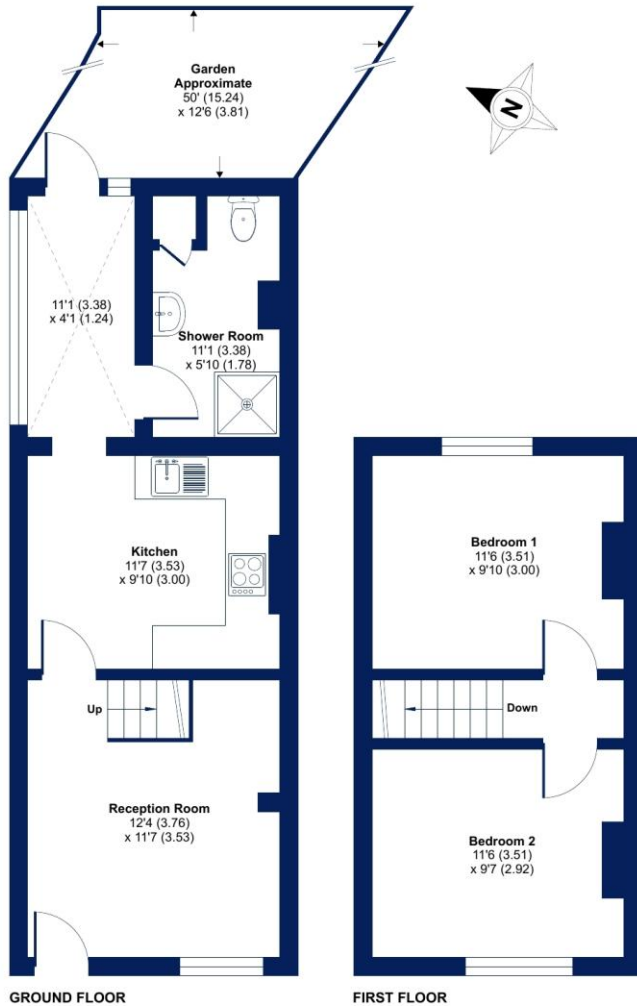 Garden
Approximate
50' (15.24)
x 12'6 (3.81)
N
11'1 (3.38)
x 4'1 (1.24)
Shower Room
11'1 (3.38)
x 5'10 (1.78)
Kitchen
11'7 (3.53)
x 9'10 (3.00)
Bedroom 1
11'6 (3.51)
x 9'10 (3.00)
Up
Down
Reception Room
12'4 (3.76)
x 11'7 (3.53)
Bedroom 2
11'6 (3.51)
x 9'7 (2.92)
GROUND FLOOR
FIRST FLOOR